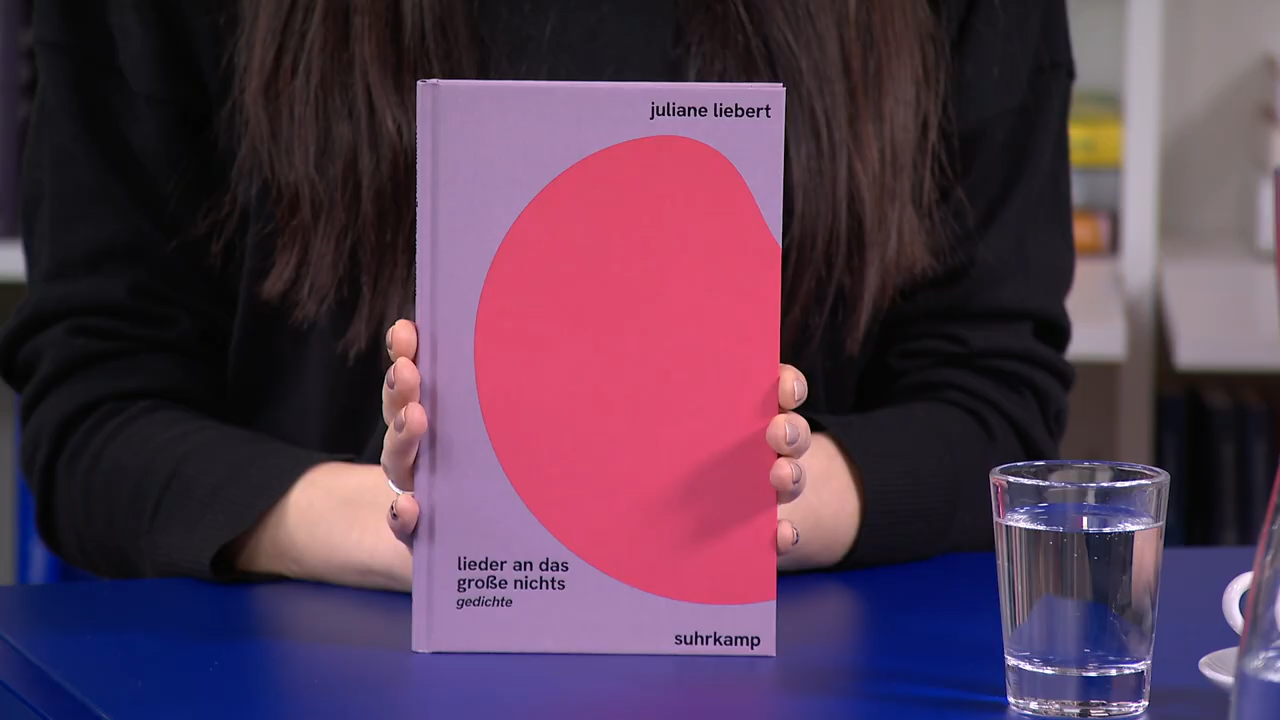 juliane liebert
lieder an das
große nichts
gedichte
suhrkamp